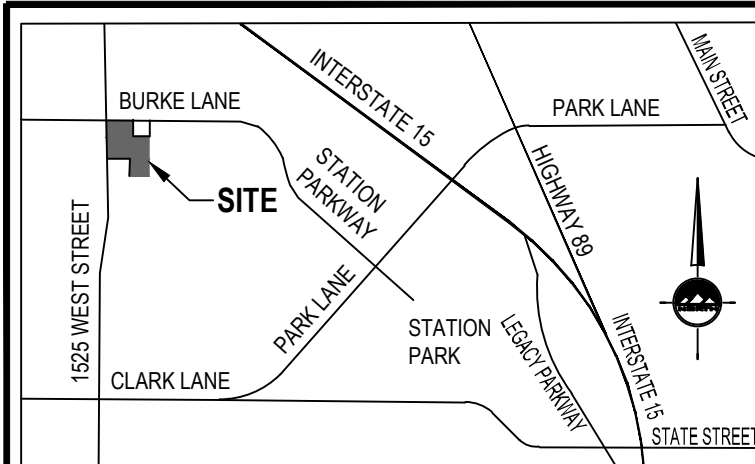 BURKE LANE
INTERSTATE 15
PARK LANE
MAIN STREET
STATION
PARKWAY
HIGHWAY 89
SITE
1525 WEST STREET
PARK LANE
STATION
PARK
LEGACY PARKWAY
INTERSTATE 15
CLARK LANE
STATE STREET
NORTH